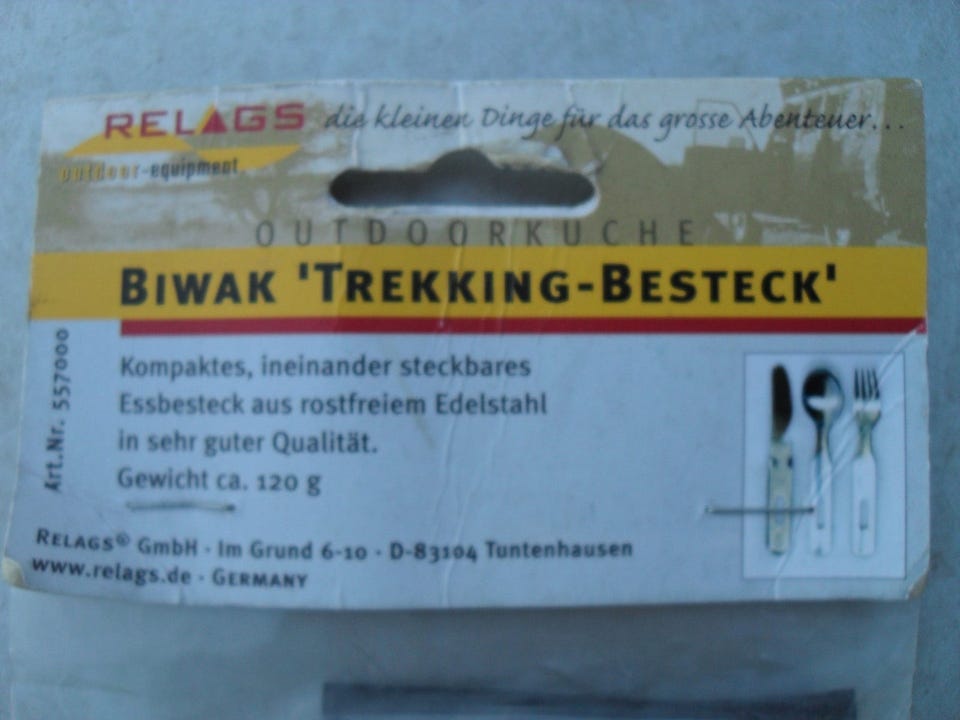 RELAGS
die kleinen Dinge für das grosse Abenteuer...
outdoor-equipment
OUTDOORKÜCHE
BIWAK 'TREKKING-BESTECK'
Art.Nr. 557000
Kompaktes, ineinander steckbares
Essbesteck aus rostfreiem Edelstahl
in sehr guter Qualität.
Gewicht ca. 120 g
RELAGS® GmbH · Im Grund 6-10 · D-83104 Tuntenhausen
www.relags.de · GERMANY